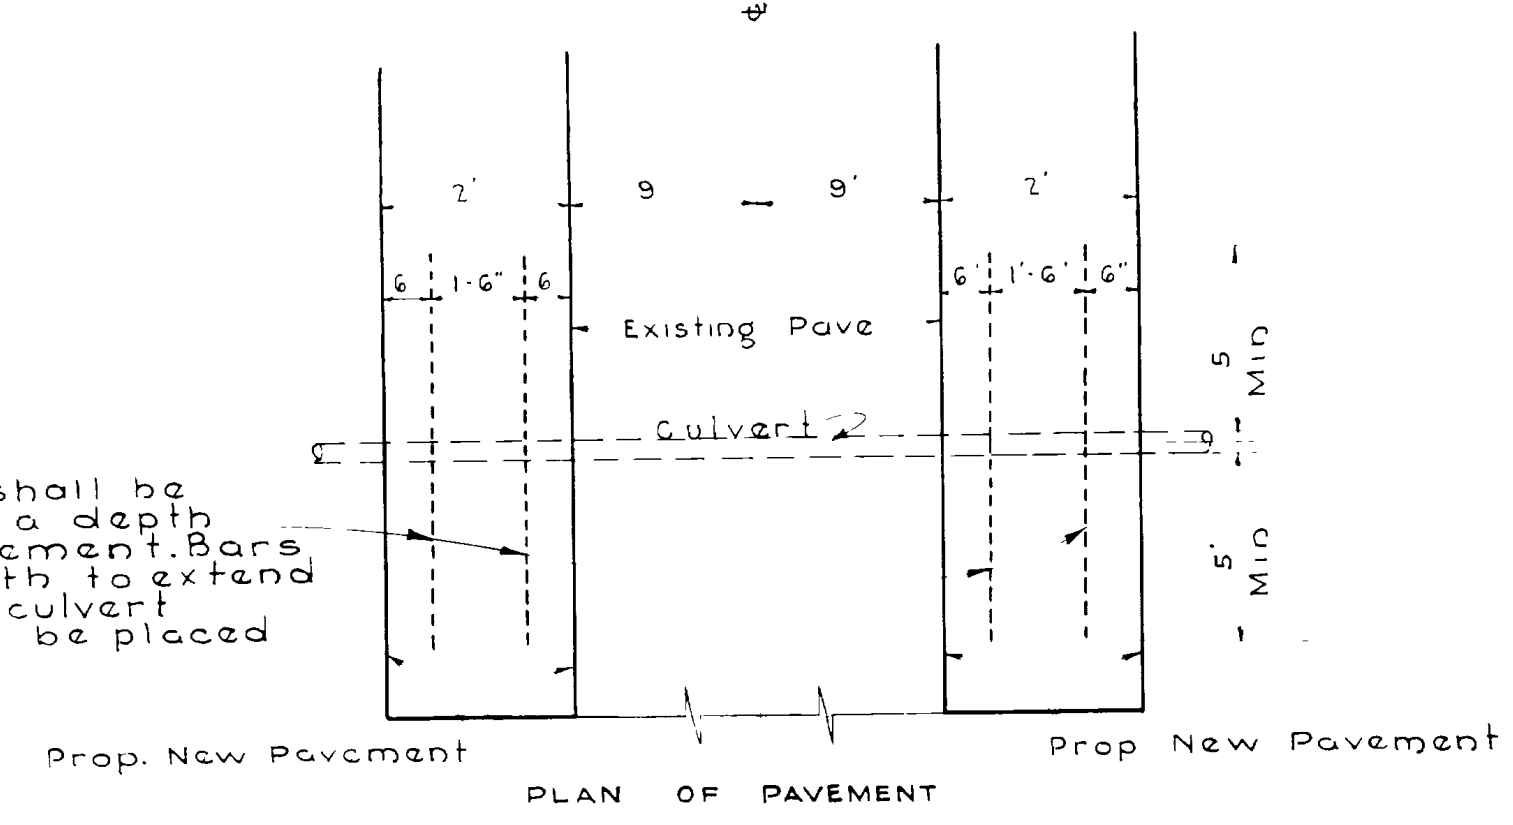 2' 9 9' 2'
6 1-6" 6 6' 1'-6' 6"
Existing Pave
5
Min
culvert
shall be
a depth
ement. Bars
th to extend
culvert
be placed
5'
Min
Prop. New Pavement
Prop New Pavement
PLAN OF PAVEMENT